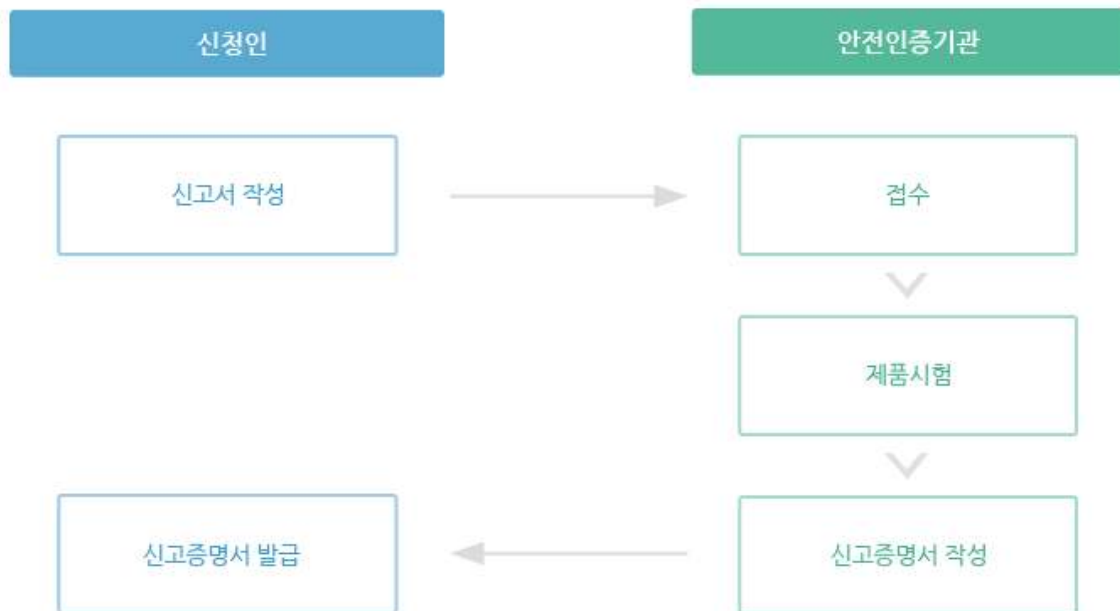 신청인
안전인증기관
신고서 작성
접수
제품시험
신고증명서 발급
신고증명서 작성